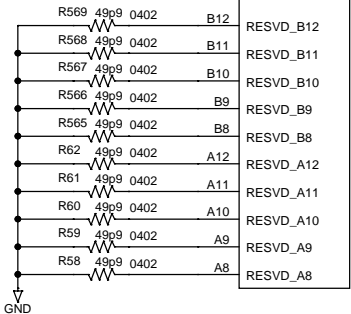 R569 49p9 0402 B12 RESVD_B12
R568 49p9 0402 B11 RESVD_B11
R567 49p9 0402 B10 RESVD_B10
R566 49p9 0402 B9 RESVD_B9
R565 49p9 0402 B8 RESVD_B8
R62 49p9 0402 A12 RESVD_A12
R61 49p9 0402 A11 RESVD_A11
R60 49p9 0402 A10 RESVD_A10
R59 49p9 0402 A9 RESVD_A9
R58 49p9 0402 A8 RESVD_A8
GND